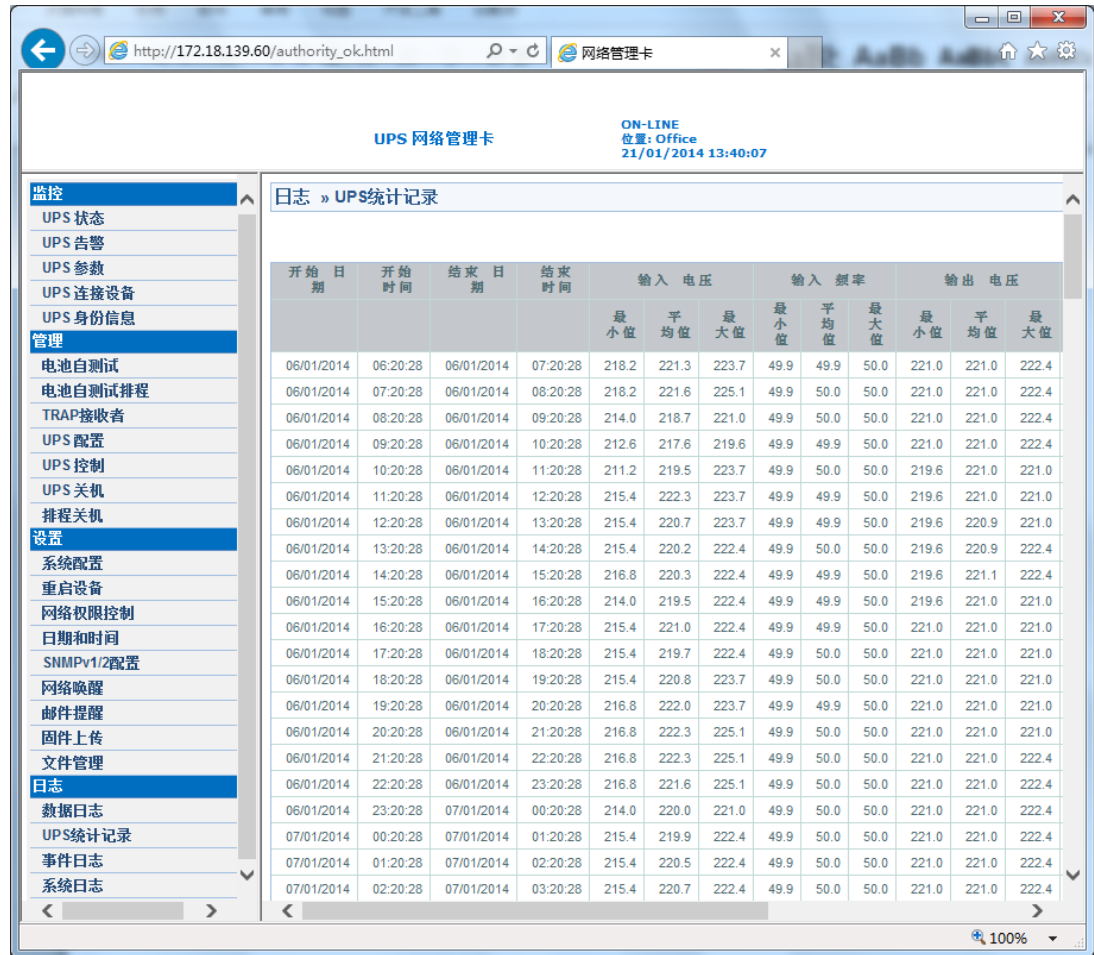 http://172.18.139.60/authority_ok.html
网络管理卡
UPS 网络管理卡
ON-LINE
位置: Office
21/01/2014 13:40:07
监控
UPS 状态
UPS 告警
UPS 参数
UPS 连接设备
UPS 身份信息
管理
电池自测试
电池自测试排程
TRAP接收者
UPS 配置
UPS 控制
UPS 关机
排程关机
设置
系统配置
重启设备
网络权限控制
日期和时间
SNMPv1/2配置
网络唤醒
邮件提醒
固件上传
文件管理
日志
数据日志
UPS统计记录
事件日志
系统日志
日志 » UPS统计记录
开始 日期 开始时间 结束 日期 结束时间 输入 电压 输入 频率 输出 电压
最小值 平均值 最大值 最小值 平均值 最大值 最小值 平均值 最大值
06/01/2014 06:20:28 06/01/2014 07:20:28 218.2 221.3 223.7 49.9 49.9 50.0 221.0 221.0 222.4
06/01/2014 07:20:28 06/01/2014 08:20:28 218.2 221.6 225.1 49.9 50.0 50.0 221.0 221.0 222.4
06/01/2014 08:20:28 06/01/2014 09:20:28 214.0 218.7 221.0 49.9 50.0 50.0 221.0 221.0 222.4
06/01/2014 09:20:28 06/01/2014 10:20:28 212.6 217.6 219.6 49.9 49.9 50.0 221.0 221.0 222.4
06/01/2014 10:20:28 06/01/2014 11:20:28 211.2 219.5 223.7 49.9 50.0 50.0 219.6 221.0 221.0
06/01/2014 11:20:28 06/01/2014 12:20:28 215.4 222.3 223.7 49.9 49.9 50.0 219.6 221.0 221.0
06/01/2014 12:20:28 06/01/2014 13:20:28 215.4 220.7 223.7 49.9 49.9 50.0 219.6 220.9 221.0
06/01/2014 13:20:28 06/01/2014 14:20:28 215.4 220.2 222.4 49.9 50.0 50.0 219.6 220.9 222.4
06/01/2014 14:20:28 06/01/2014 15:20:28 216.8 220.3 222.4 49.9 49.9 50.0 219.6 221.1 222.4
06/01/2014 15:20:28 06/01/2014 16:20:28 214.0 219.5 222.4 49.9 49.9 50.0 219.6 221.0 221.0
06/01/2014 16:20:28 06/01/2014 17:20:28 215.4 221.0 222.4 49.9 49.9 50.0 221.0 221.0 221.0
06/01/2014 17:20:28 06/01/2014 18:20:28 215.4 219.7 222.4 49.9 50.0 50.0 221.0 221.0 221.0
06/01/2014 18:20:28 06/01/2014 19:20:28 215.4 220.8 223.7 49.9 50.0 50.0 221.0 221.0 221.0
06/01/2014 19:20:28 06/01/2014 20:20:28 216.8 222.0 223.7 49.9 49.9 50.0 221.0 221.0 221.0
06/01/2014 20:20:28 06/01/2014 21:20:28 216.8 222.3 225.1 49.9 50.0 50.0 221.0 221.0 221.0
06/01/2014 21:20:28 06/01/2014 22:20:28 216.8 222.3 225.1 49.9 50.0 50.0 221.0 221.0 222.4
06/01/2014 22:20:28 06/01/2014 23:20:28 216.8 221.6 225.1 49.9 50.0 50.0 221.0 221.0 222.4
06/01/2014 23:20:28 07/01/2014 00:20:28 214.0 220.0 221.0 49.9 50.0 50.0 221.0 221.0 222.4
07/01/2014 00:20:28 07/01/2014 01:20:28 215.4 219.9 222.4 49.9 50.0 50.0 221.0 221.0 222.4
07/01/2014 01:20:28 07/01/2014 02:20:28 215.4 220.5 222.4 49.9 50.0 50.0 221.0 221.0 222.4
07/01/2014 02:20:28 07/01/2014 03:20:28 215.4 220.7 222.4 49.9 50.0 50.0 221.0 221.0 222.4
100%